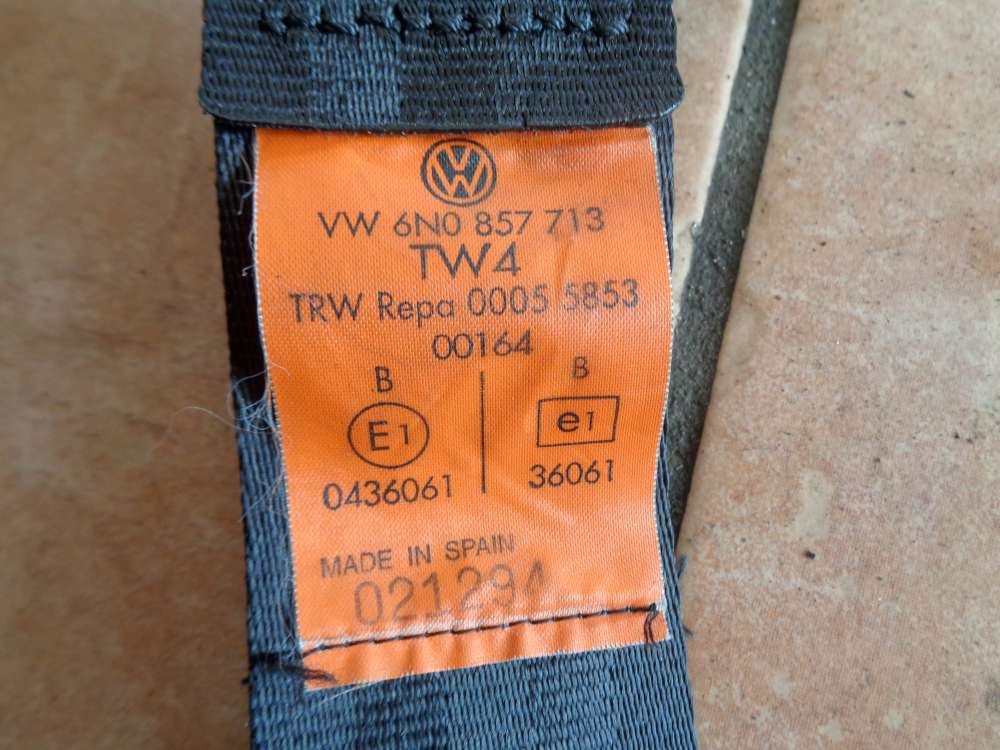 VW 6N0 857 713
TW4
TRW Repa 0005 5853
00164
B B
E1 e1
0436061 36061
MADE IN SPAIN
021294